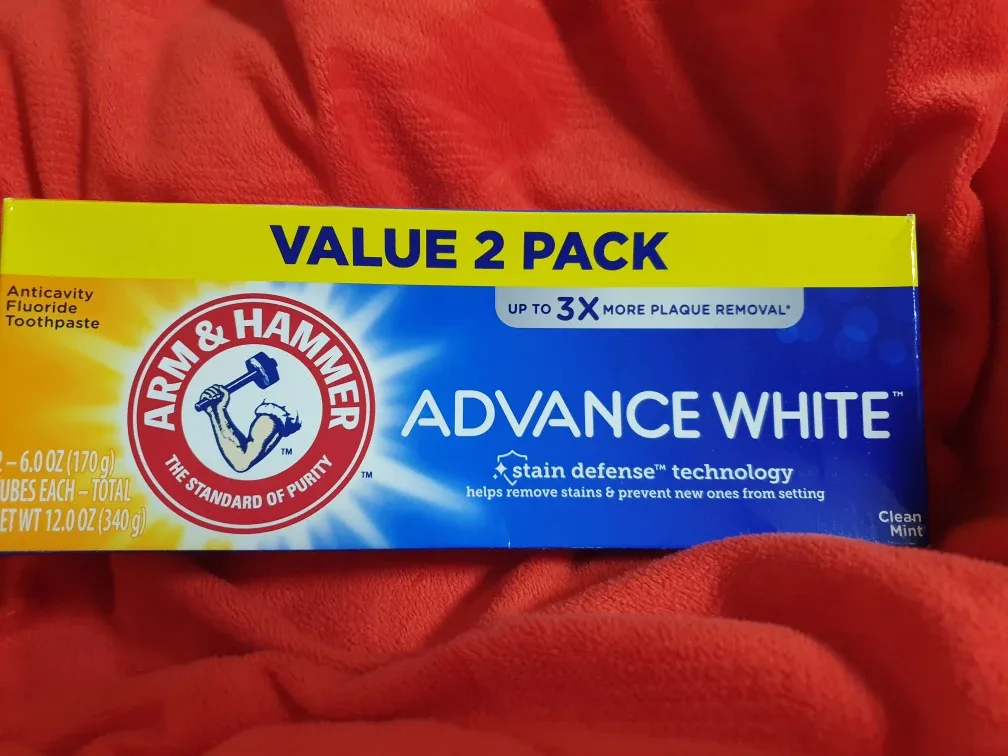 VALUE 2 PACK
Anticavity
Fluoride
Toothpaste
UP TO 3X MORE PLAQUE REMOVAL*
ARM & HAMMER
THE STANDARD OF PURITY
TM
TM
ADVANCE WHITE™
stain defense™ technology
helps remove stains & prevent new ones from setting
– 6.0 OZ (170 g)
EACH – TOTAL
WT 12.0 OZ (340 g)
Clean
Mint